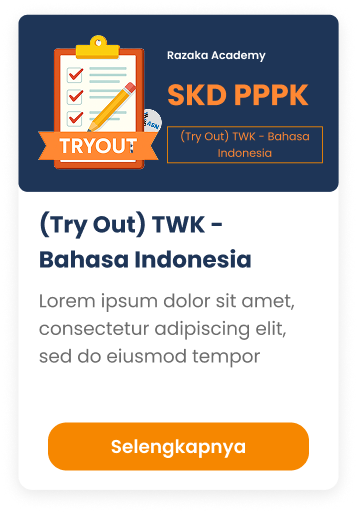 Razaka Academy
SKD PPPK
(Try Out) TWK - Bahasa
Indonesia
TRYOUT
(Try Out) TWK -
Bahasa Indonesia
Lorem ipsum dolor sit amet,
consectetur adipiscing elit,
sed do eiusmod tempor
Selengkapnya